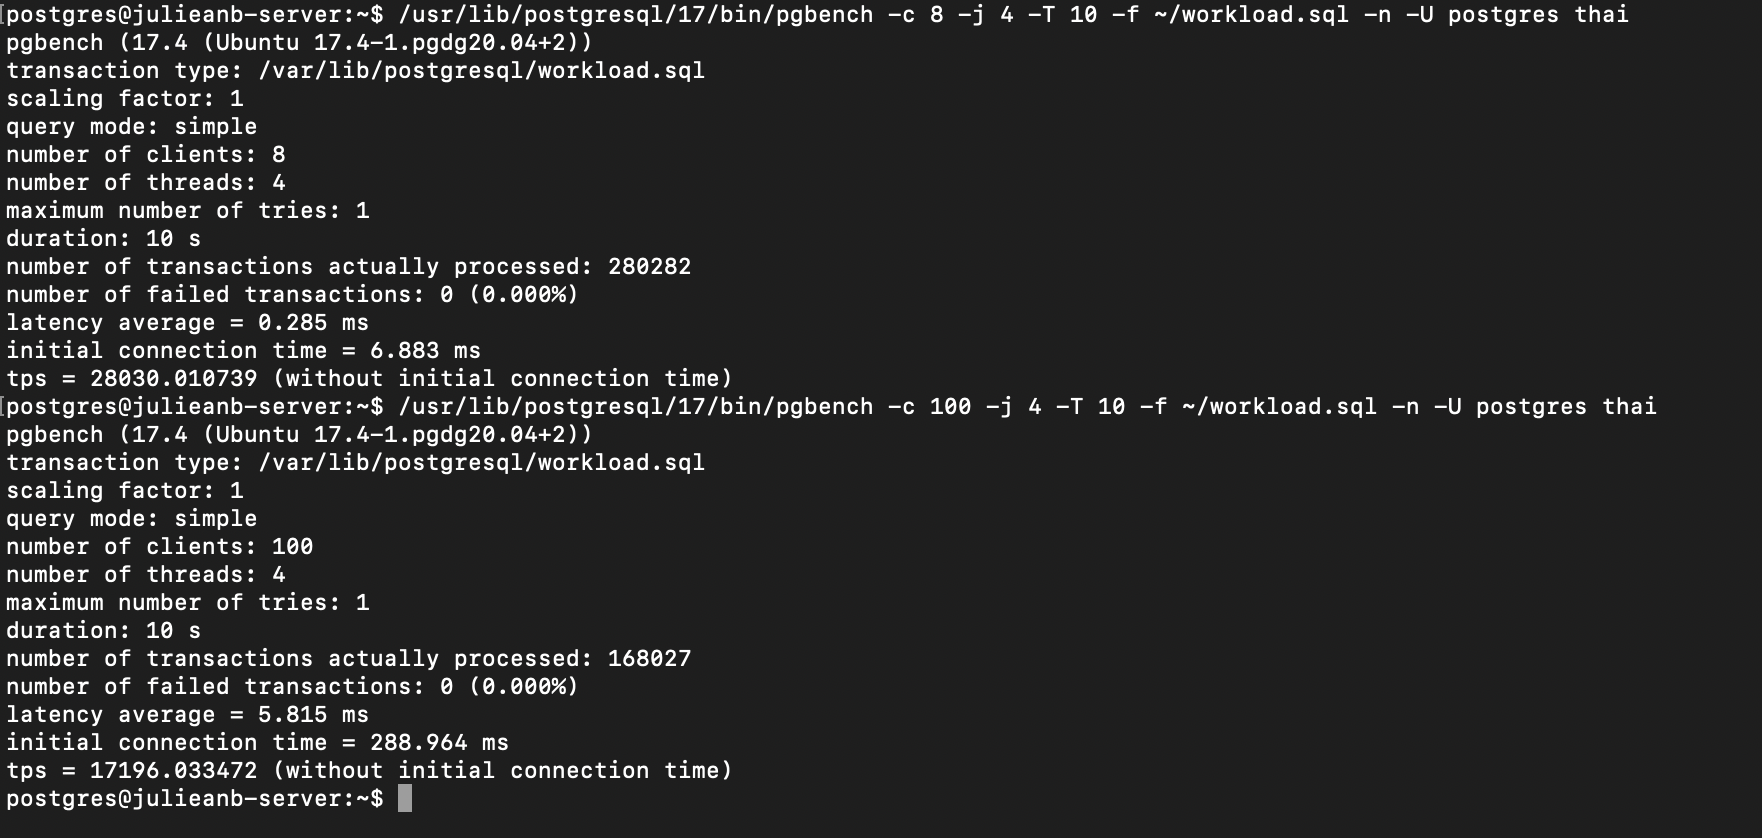 [postgres@julieanb-server:~$ /usr/lib/postgresql/17/bin/pgbench -c 8 -j 4 -T 10 -f ~/workload.sql -n -U postgres thai
pgbench (17.4 (Ubuntu 17.4-1.pgdg20.04+2))
transaction type: /var/lib/postgresql/workload.sql
scaling factor: 1
query mode: simple
number of clients: 8
number of threads: 4
maximum number of tries: 1
duration: 10 s
number of transactions actually processed: 280282
number of failed transactions: 0 (0.000%)
latency average = 0.285 ms
initial connection time = 6.883 ms
tps = 28030.010739 (without initial connection time)
[postgres@julieanb-server:~$ /usr/lib/postgresql/17/bin/pgbench -c 100 -j 4 -T 10 -f ~/workload.sql -n -U postgres thai
pgbench (17.4 (Ubuntu 17.4-1.pgdg20.04+2))
transaction type: /var/lib/postgresql/workload.sql
scaling factor: 1
query mode: simple
number of clients: 100
number of threads: 4
maximum number of tries: 1
duration: 10 s
number of transactions actually processed: 168027
number of failed transactions: 0 (0.000%)
latency average = 5.815 ms
initial connection time = 288.964 ms
tps = 17196.033472 (without initial connection time)
postgres@julieanb-server:~$